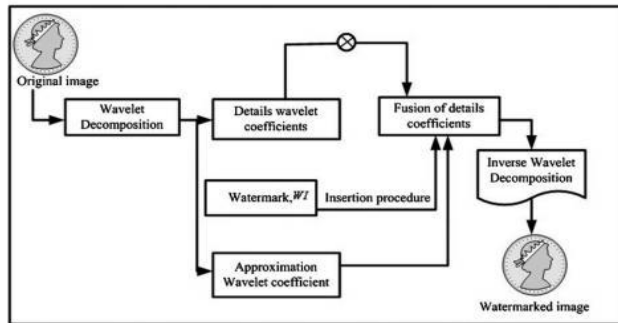 Original image
Wavelet
Decomposition
Details wavelet
coefficients
Fusion of details
coefficients
Inverse Wavelet
Decomposition
Watermark,WI
Insertion procedure
Approximation
Wavelet coefficient
Watermarked image